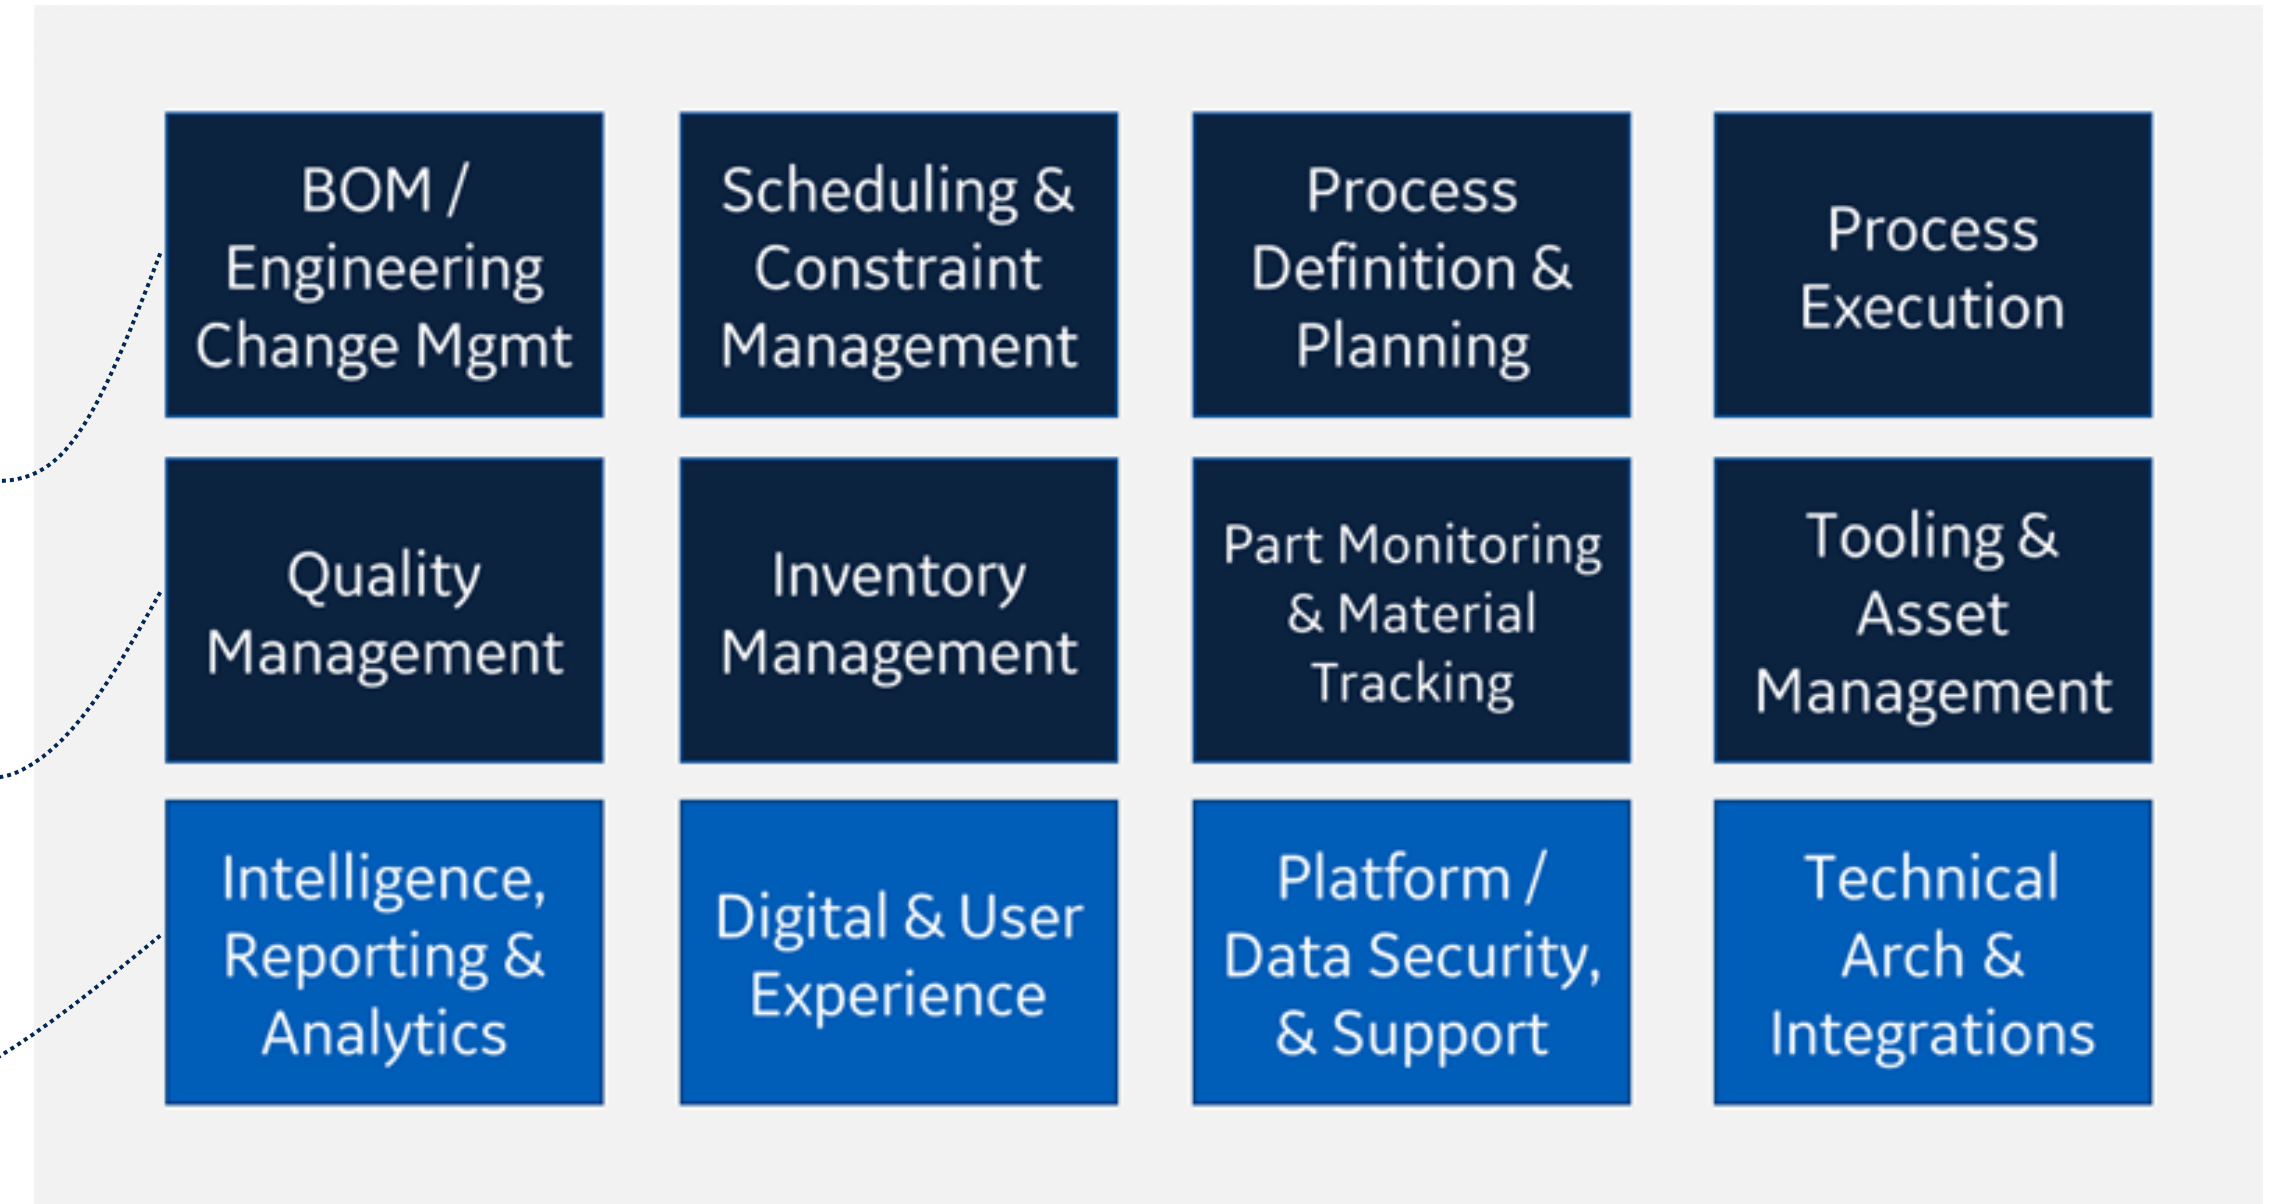 BOM /
Engineering
Change Mgmt
Scheduling &
Constraint
Management
Process
Definition &
Planning
Process
Execution
Quality
Management
Inventory
Management
Part Monitoring
& Material
Tracking
Tooling &
Asset
Management
Intelligence,
Reporting &
Analytics
Digital & User
Experience
Platform /
Data Security,
& Support
Technical
Arch &
Integrations